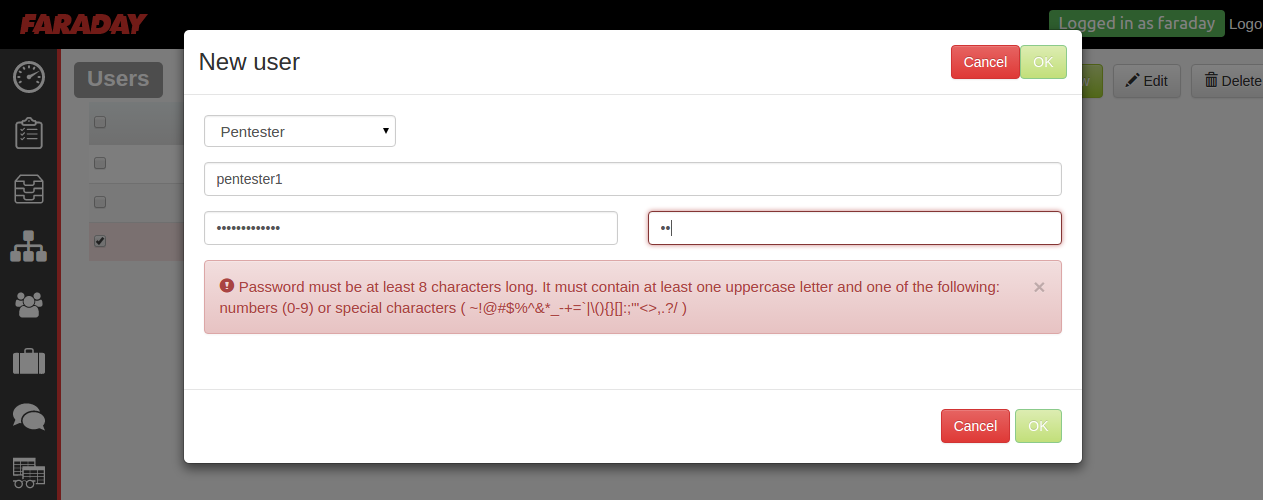 FARADAY
Logged in as faraday Logo
New user
Cancel OK
Users
Edit Delete
Pentester
pentester1
•••••••••••••
••
Password must be at least 8 characters long. It must contain at least one uppercase letter and one of the following:
numbers (0-9) or special characters ( ~!@#$%^&*_-+=`|\(){}[]:;"'<>,.?/ )
×
Cancel OK